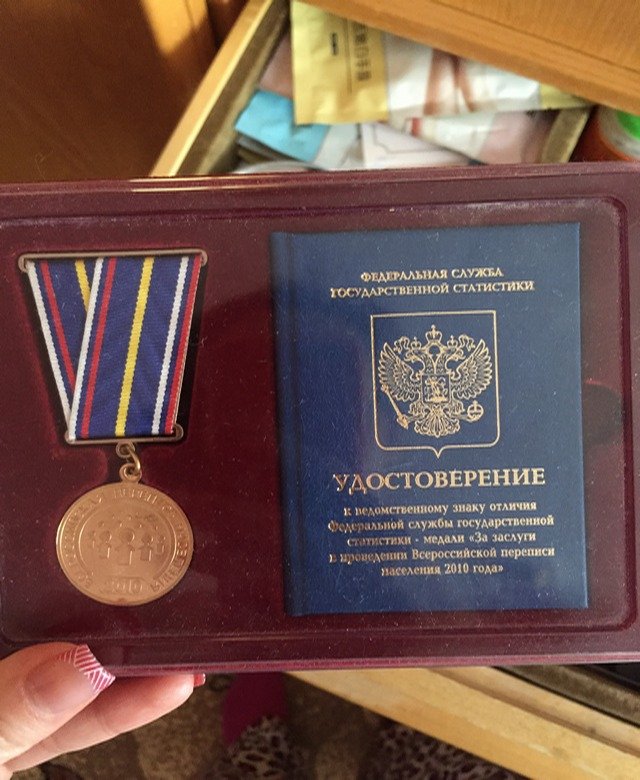 ФЕДЕРАЛЬНАЯ СЛУЖБА
ГОСУДАРСТВЕННОЙ СТАТИСТИКИ
УДОСТОВЕРЕНИЕ
к ведомственному знаку отличия
Федеральной службы государственной
статистики - медали «За заслуги
в проведении Всероссийской переписи
населения 2010 года»
2010